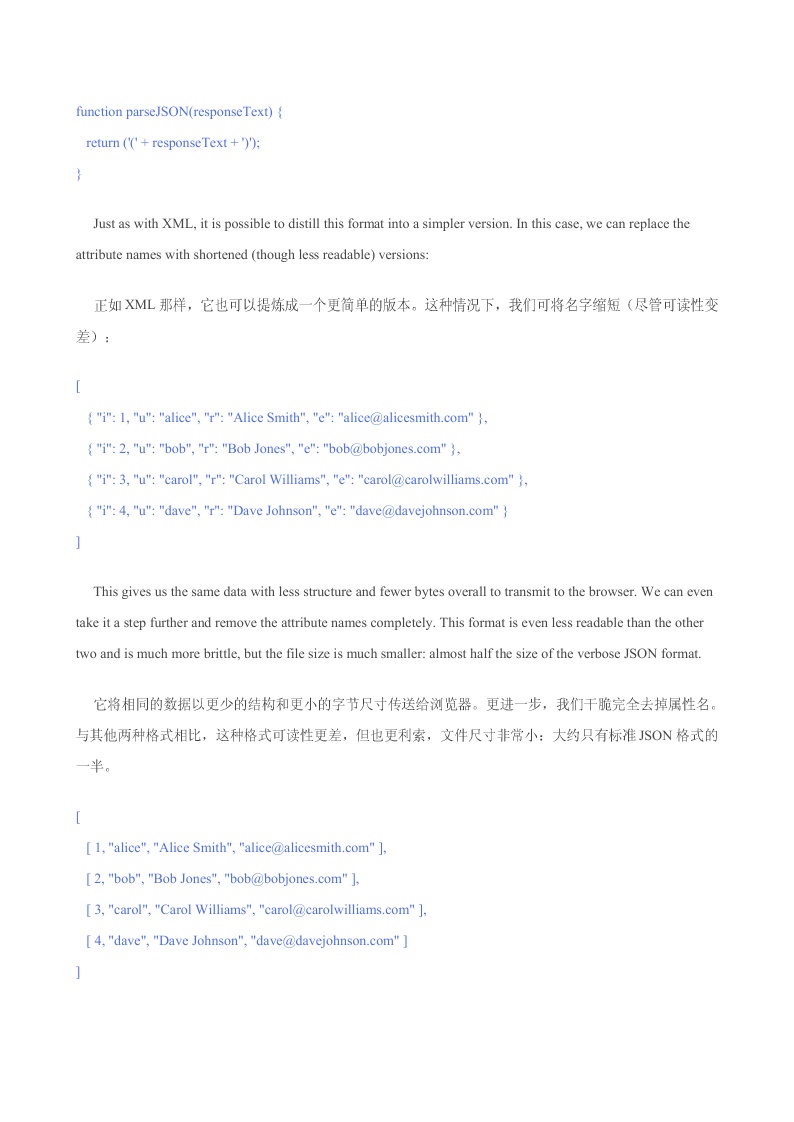 function parseJSON(responseText) {
return ('(' + responseText + ')');
}
Just as with XML, it is possible to distill this format into a simpler version. In this case, we can replace the
attribute names with shortened (though less readable) versions:
正如 XML 那样，它也可以提炼成一个更简单的版本。这种情况下，我们可将名字缩短（尽管可读性变
差）：
[
{ "i": 1, "u": "alice", "r": "Alice Smith", "e": "alice@alicesmith.com" },
{ "i": 2, "u": "bob", "r": "Bob Jones", "e": "bob@bobjones.com" },
{ "i": 3, "u": "carol", "r": "Carol Williams", "e": "carol@carolwilliams.com" },
{ "i": 4, "u": "dave", "r": "Dave Johnson", "e": "dave@davejohnson.com" }
]
This gives us the same data with less structure and fewer bytes overall to transmit to the browser. We can even
take it a step further and remove the attribute names completely. This format is even less readable than the other
two and is much more brittle, but the file size is much smaller: almost half the size of the verbose JSON format.
它将相同的数据以更少的结构和更小的字节尺寸传送给浏览器。更进一步，我们干脆完全去掉属性名。
与其他两种格式相比，这种格式可读性更差，但也更利索，文件尺寸非常小：大约只有标准 JSON 格式的
一半。
[
[ 1, "alice", "Alice Smith", "alice@alicesmith.com" ],
[ 2, "bob", "Bob Jones", "bob@bobjones.com" ],
[ 3, "carol", "Carol Williams", "carol@carolwilliams.com" ],
[ 4, "dave", "Dave Johnson", "dave@davejohnson.com" ]
]